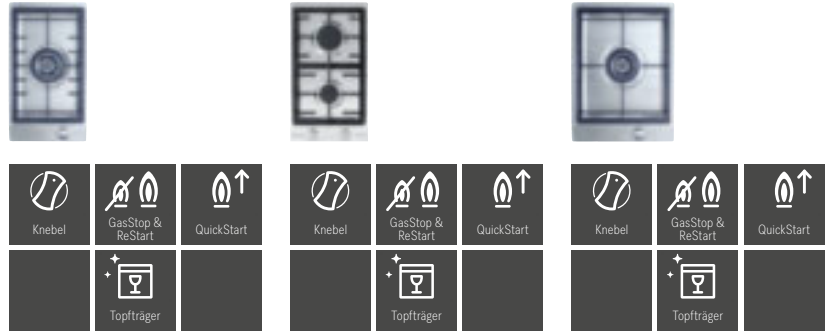 Knebel
GasStop &
ReStart
QuickStart
Topfträger
Knebel
GasStop &
ReStart
QuickStart
Topfträger
Knebel
GasStop &
ReStart
QuickStart
Topfträger